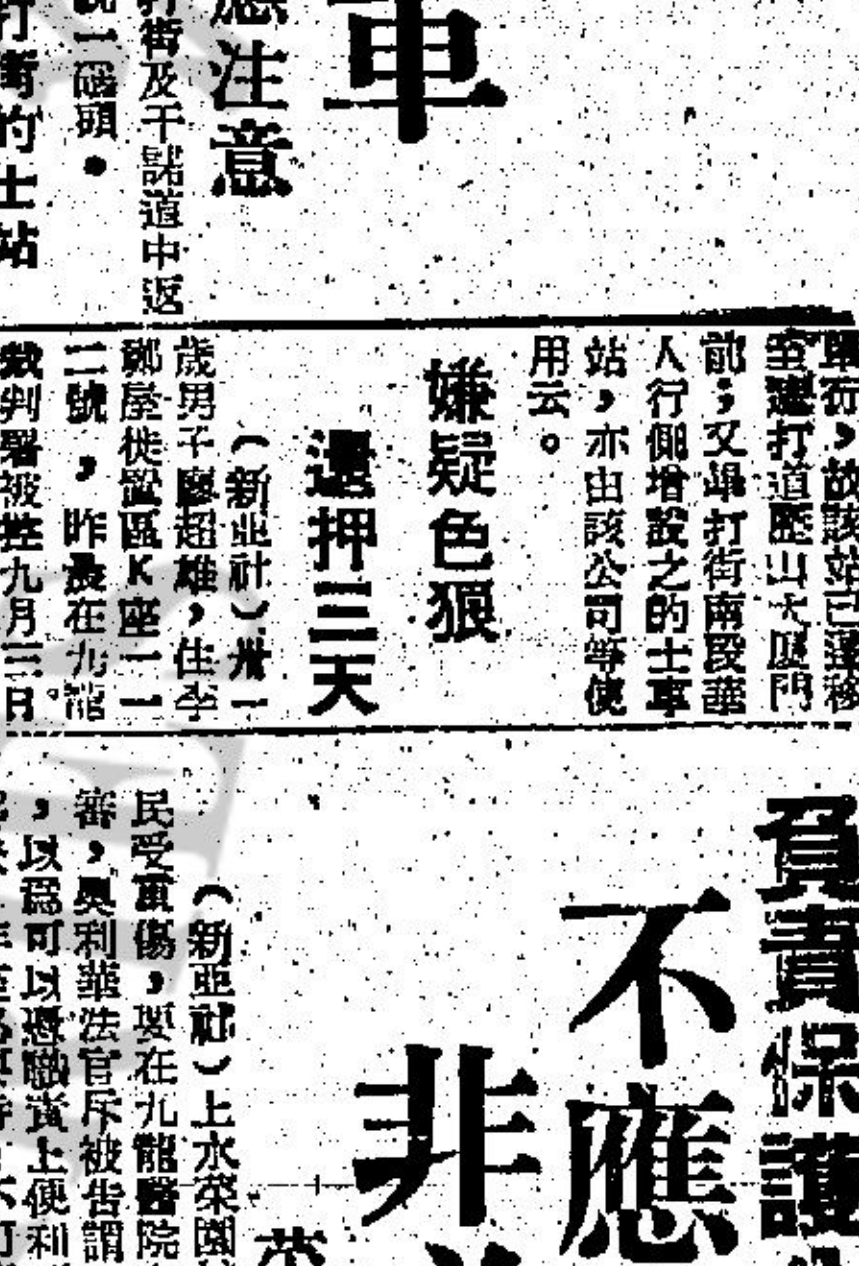 車
應注意
打街及干諾道中返
號一碼頭。
打街的士站
車行，故該站已遷移
至遮打道歷山大廈門
前；又畢打街南段華
人行側增設之的士車
站，亦由該公司等使
用云。
嫌疑色狼
還押三天
（新亞社）卅一
歲男子廖超雄，住李
鄭屋徙置區K座一一
二號，昨晨在九龍
裁判署被控九月三日
負責保護
不應
非
（新亞社）上水菜園
民受重傷，要在九龍醫院
審，奧利華法官斥被告謂
，以爲可以憑職責上便利